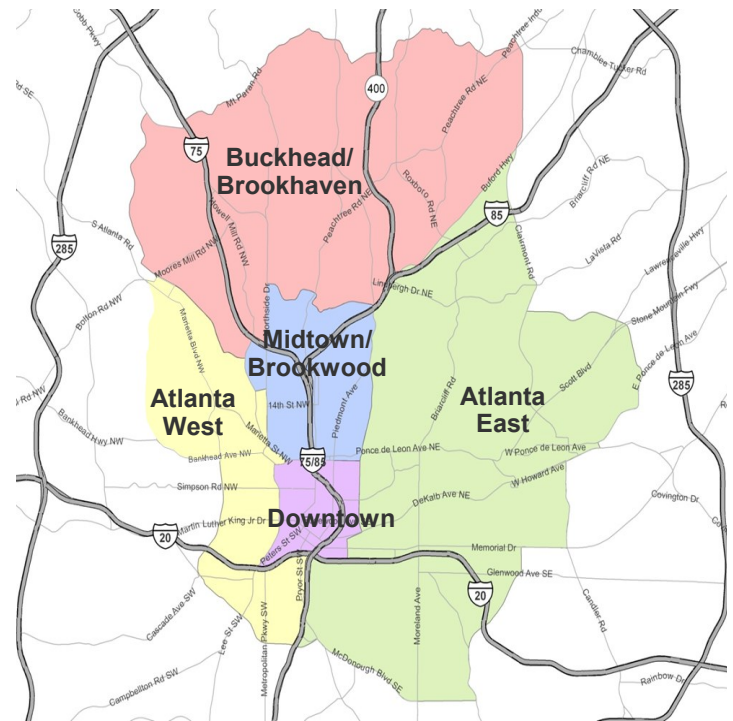 Cobb Pkwy
Peachtree Ind
Chamblee Tucker Rd
Mt Paran Rd
400
Peachtree Rd NE
75
Buckhead/
Brookhaven
Buford Hwy
Briarcliff Rd NE
Roxboro Rd NE
Howell Mill Rd NW
Peachtree Rd NE
85
S Atlanta Rd
285
Moores Mill Rd NW
Clairmont Rd
LaVista Rd
Lawrenceville Hwy
Lindbergh Dr NE
Bolton Rd NW
Northside Dr
Stone Mountain Fwy
Marietta Blvd NW
Midtown/
Brookwood
E Ponce de Leon Ave
Scott Blvd
285
Atlanta
West
14th St NW
Piedmont Ave
Briarcliff Rd
Atlanta
East
Bankhead Hwy NW
Marietta St NW
Bankhead Ave NW
75/85
Ponce de Leon Ave NE
W Ponce de Leon Ave
W Howard Ave
Simpson Rd NW
DeKalb Ave NE
Covington Dr
Martin Luther King Jr Dr
Downtown
20
Peters St SW
Memorial Dr
Glenwood Ave SE
20
Pryor St SW
Moreland Ave
Candler Rd
Cascade Ave SW
Lee St SW
Metropolitan Pkwy SW
McDonough Blvd SE
Campbellton Rd SW
Rainbow Dr